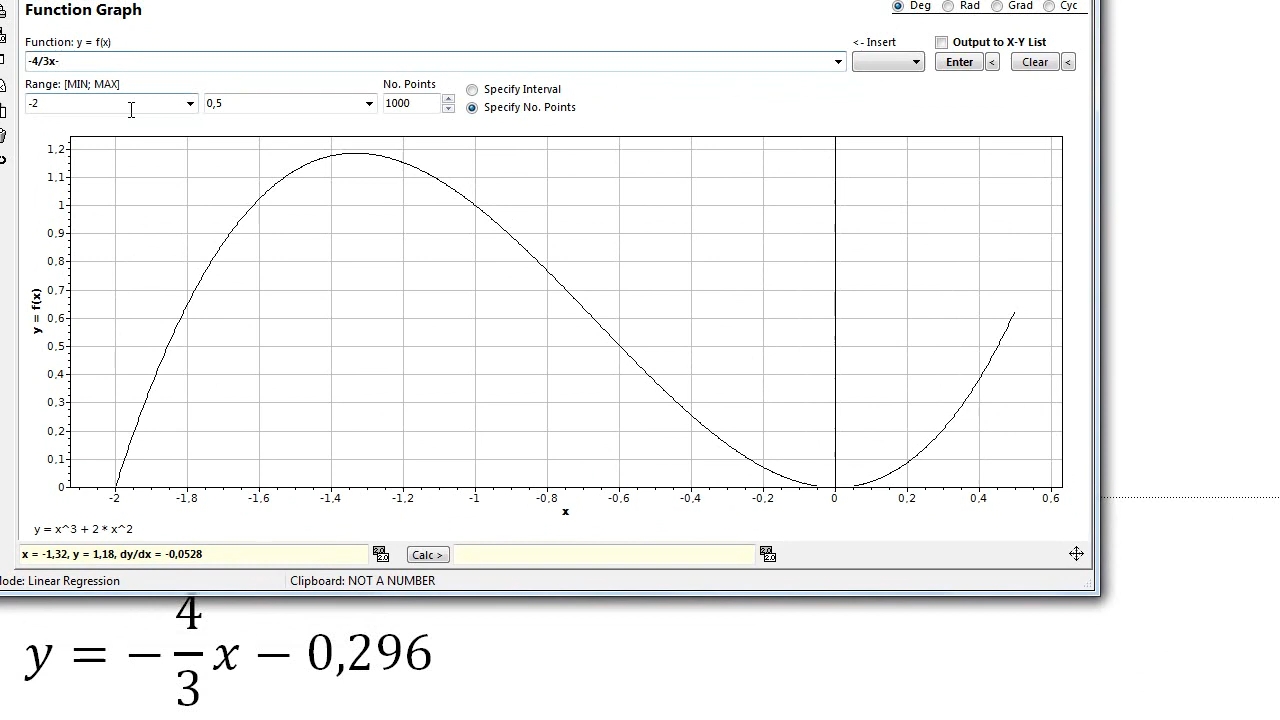 Function Graph
Deg Rad Grad Cyc
Function: y = f(x)
<- Insert
Output to X-Y List
-4/3x-
Enter < Clear <
Range: [MIN; MAX]
No. Points
Specify Interval
-2 0,5 1000
Specify No. Points
1,2
1,1
1
0,9
0,8
0,7
0,6
0,5
0,4
0,3
0,2
0,1
0
y = f(x)
-2 -1,8 -1,6 -1,4 -1,2 -1 -0,8 -0,6 -0,4 -0,2 0 0,2 0,4 0,6
x
y = x^3 + 2 * x^2
x = -1,32, y = 1,18, dy/dx = -0,0528
Calc >
Mode: Linear Regression
Clipboard: NOT A NUMBER
y = -4/3 x - 0,296